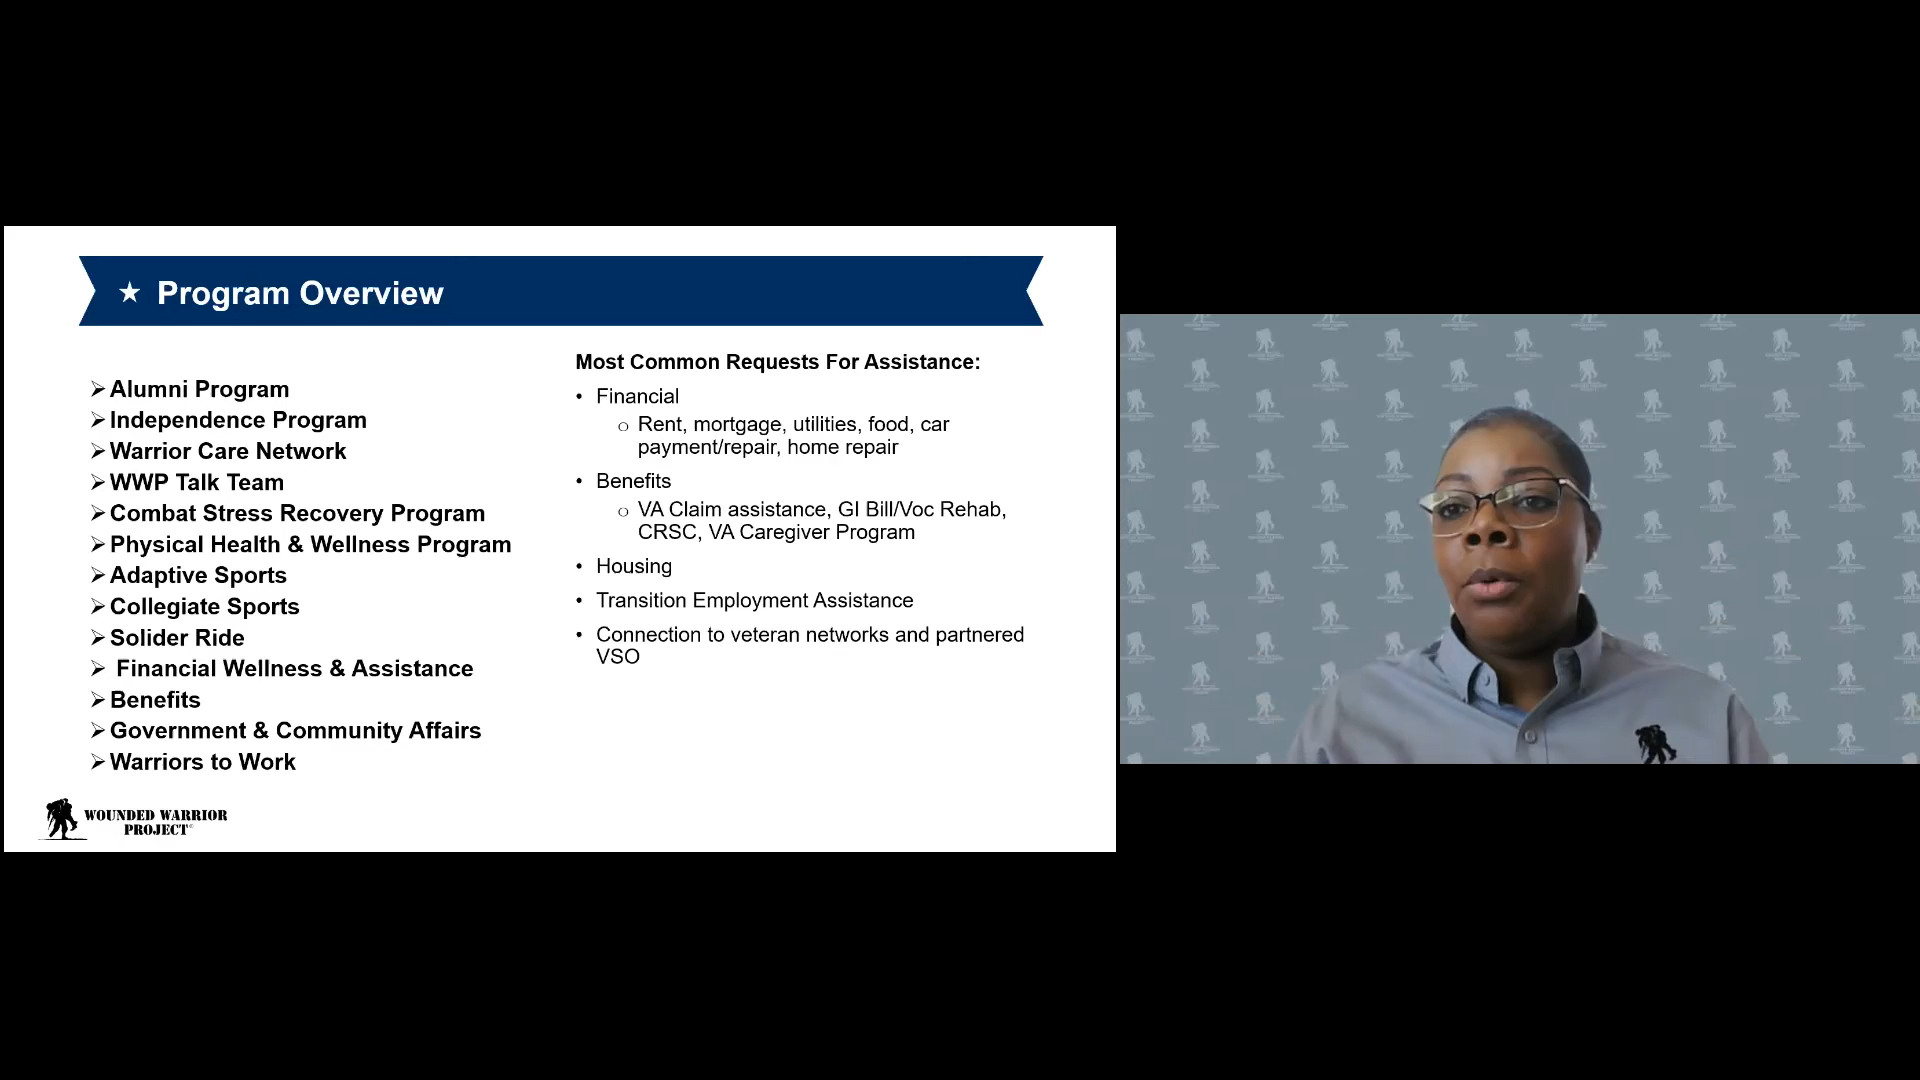 ★ Program Overview
➢Alumni Program
➢Independence Program
➢Warrior Care Network
➢WWP Talk Team
➢Combat Stress Recovery Program
➢Physical Health & Wellness Program
➢Adaptive Sports
➢Collegiate Sports
➢Solider Ride
➢ Financial Wellness & Assistance
➢Benefits
➢Government & Community Affairs
➢Warriors to Work
Most Common Requests For Assistance:
• Financial
o Rent, mortgage, utilities, food, car
payment/repair, home repair
• Benefits
o VA Claim assistance, GI Bill/Voc Rehab,
CRSC, VA Caregiver Program
• Housing
• Transition Employment Assistance
• Connection to veteran networks and partnered
VSO
WOUNDED WARRIOR
PROJECT®